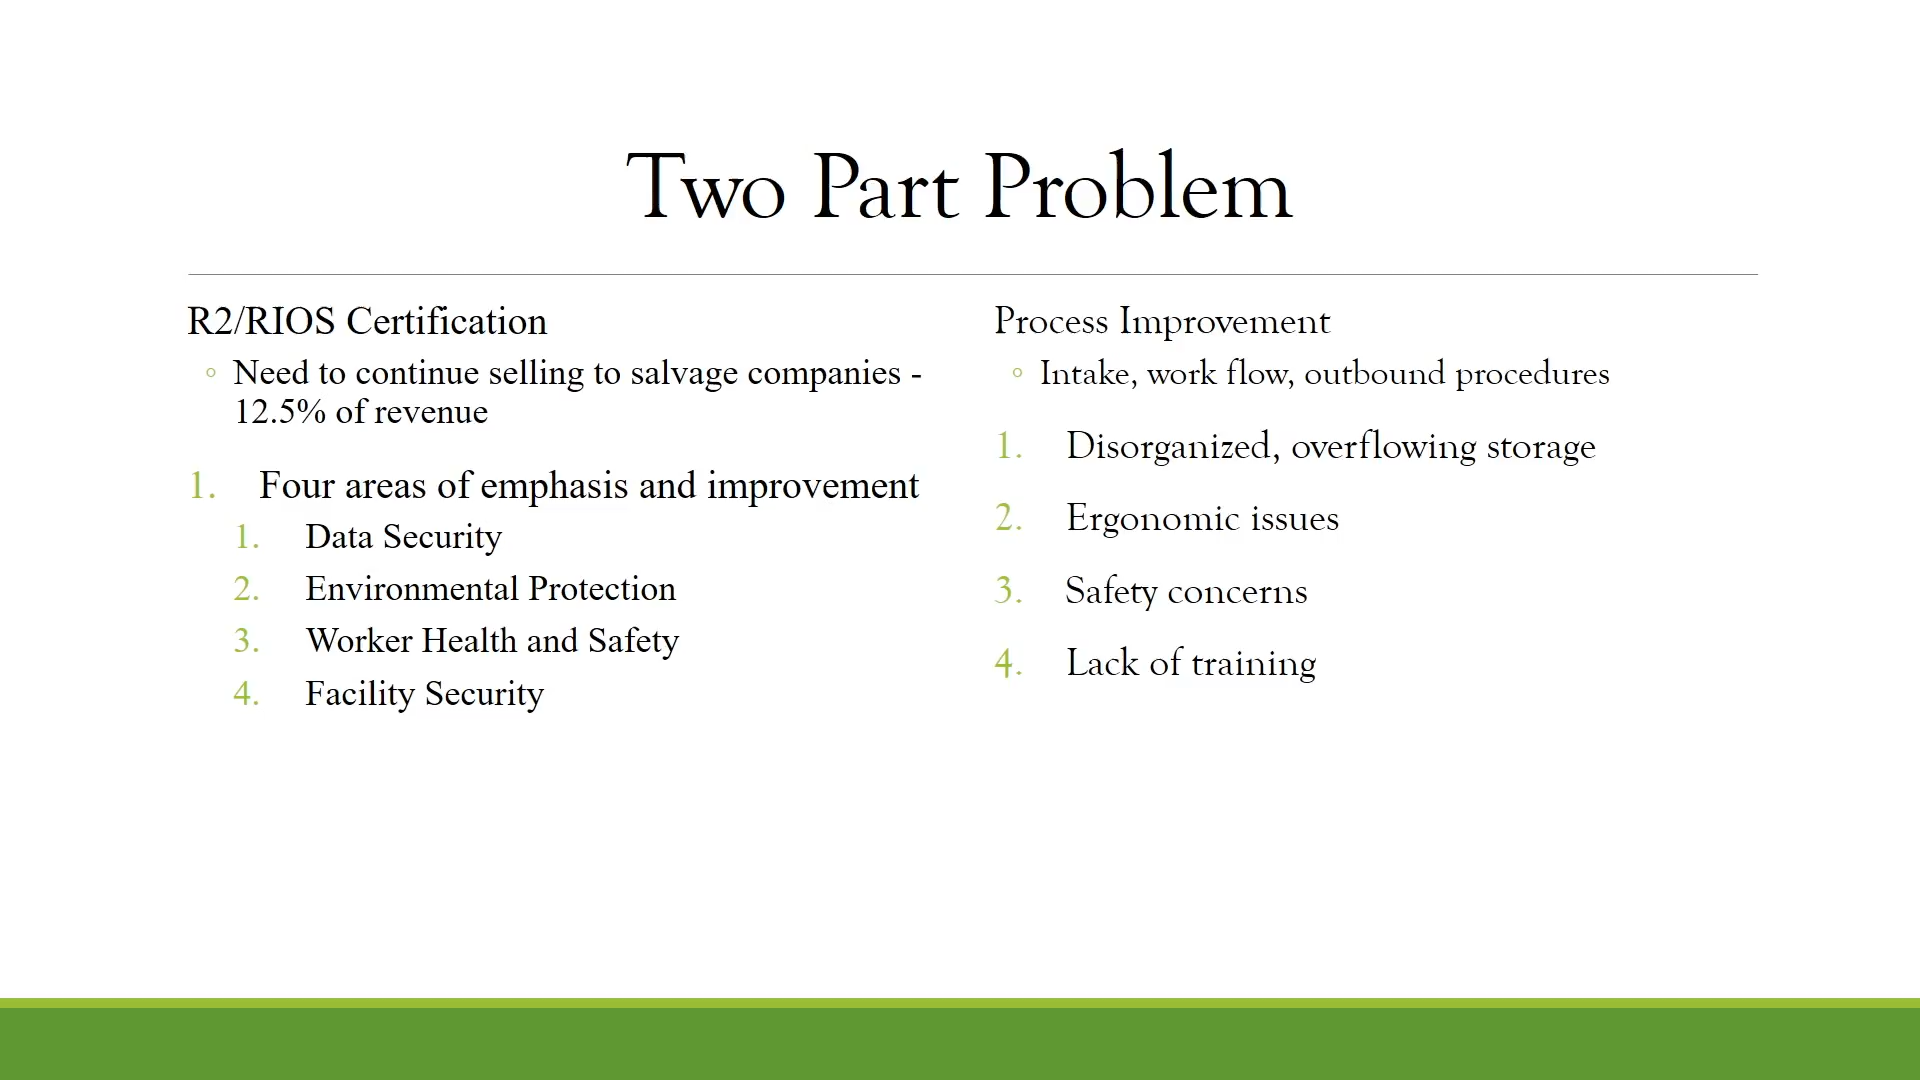 Two Part Problem
R2/RIOS Certification
◦ Need to continue selling to salvage companies -
12.5% of revenue
1. Four areas of emphasis and improvement
1. Data Security
2. Environmental Protection
3. Worker Health and Safety
4. Facility Security
Process Improvement
◦ Intake, work flow, outbound procedures
1. Disorganized, overflowing storage
2. Ergonomic issues
3. Safety concerns
4. Lack of training